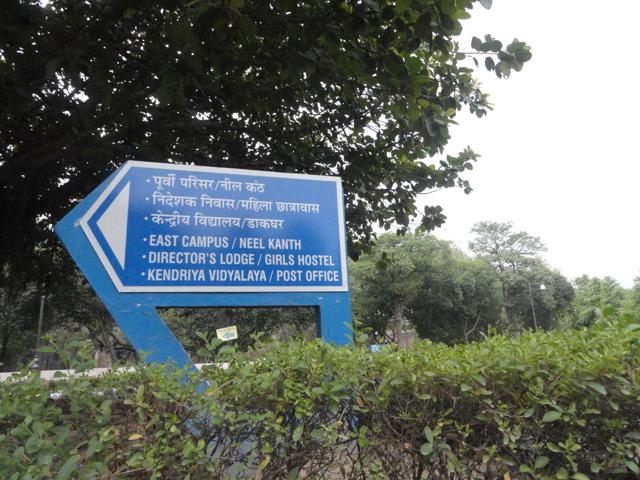 • पूर्वी परिसर/नील कंठ
• निदेशक निवास/महिला छात्रावास
• केन्द्रीय विद्यालय/डाकघर
• EAST CAMPUS / NEEL KANTH
• DIRECTOR'S LODGE / GIRLS HOSTEL
• KENDRIYA VIDYALAYA / POST OFFICE